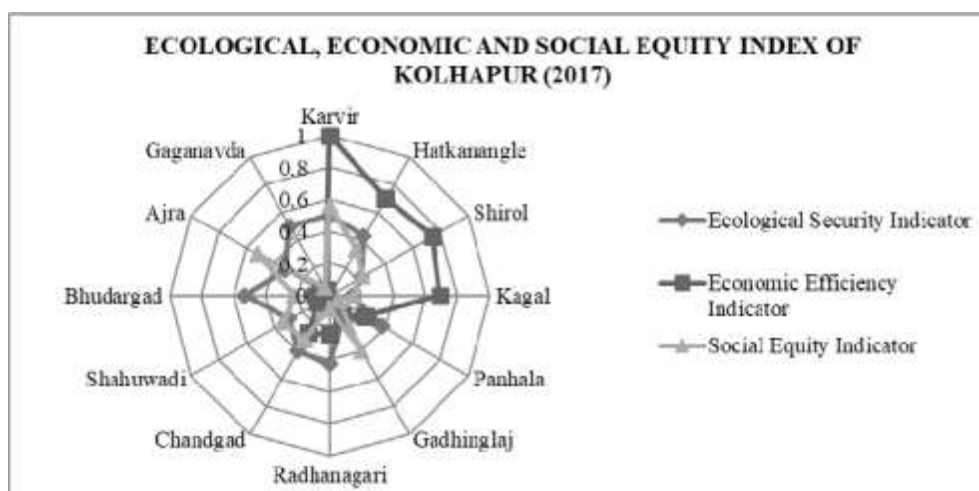 ECOLOGICAL, ECONOMIC AND SOCIAL EQUITY INDEX OF
KOLHAPUR (2017)
Karvir
Hatkanangle
Shirol
Kagal
Panhala
Gadhinglaj
Radhanagari
Chandgad
Shahuwadi
Bhudargad
Ajra
Gaganavda
1
0.8
0.6
0.4
0.2
0
Ecological Security Indicator
Economic Efficiency
Indicator
Social Equity Indicator